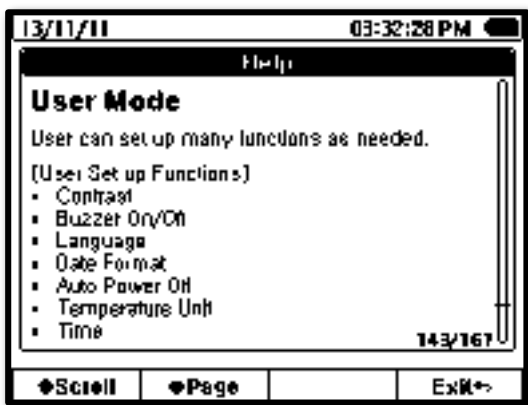 13/11/11 03:32:28 PM
Help
User Mode
User can set up many functions as needed.
[User Set up Functions]
▪ Contrast
▪ Buzzer On/Off
▪ Language
▪ Date Format
▪ Auto Power Off
▪ Temperature Unit
▪ Time
143/167
◆Scroll ◆Page Exit↩